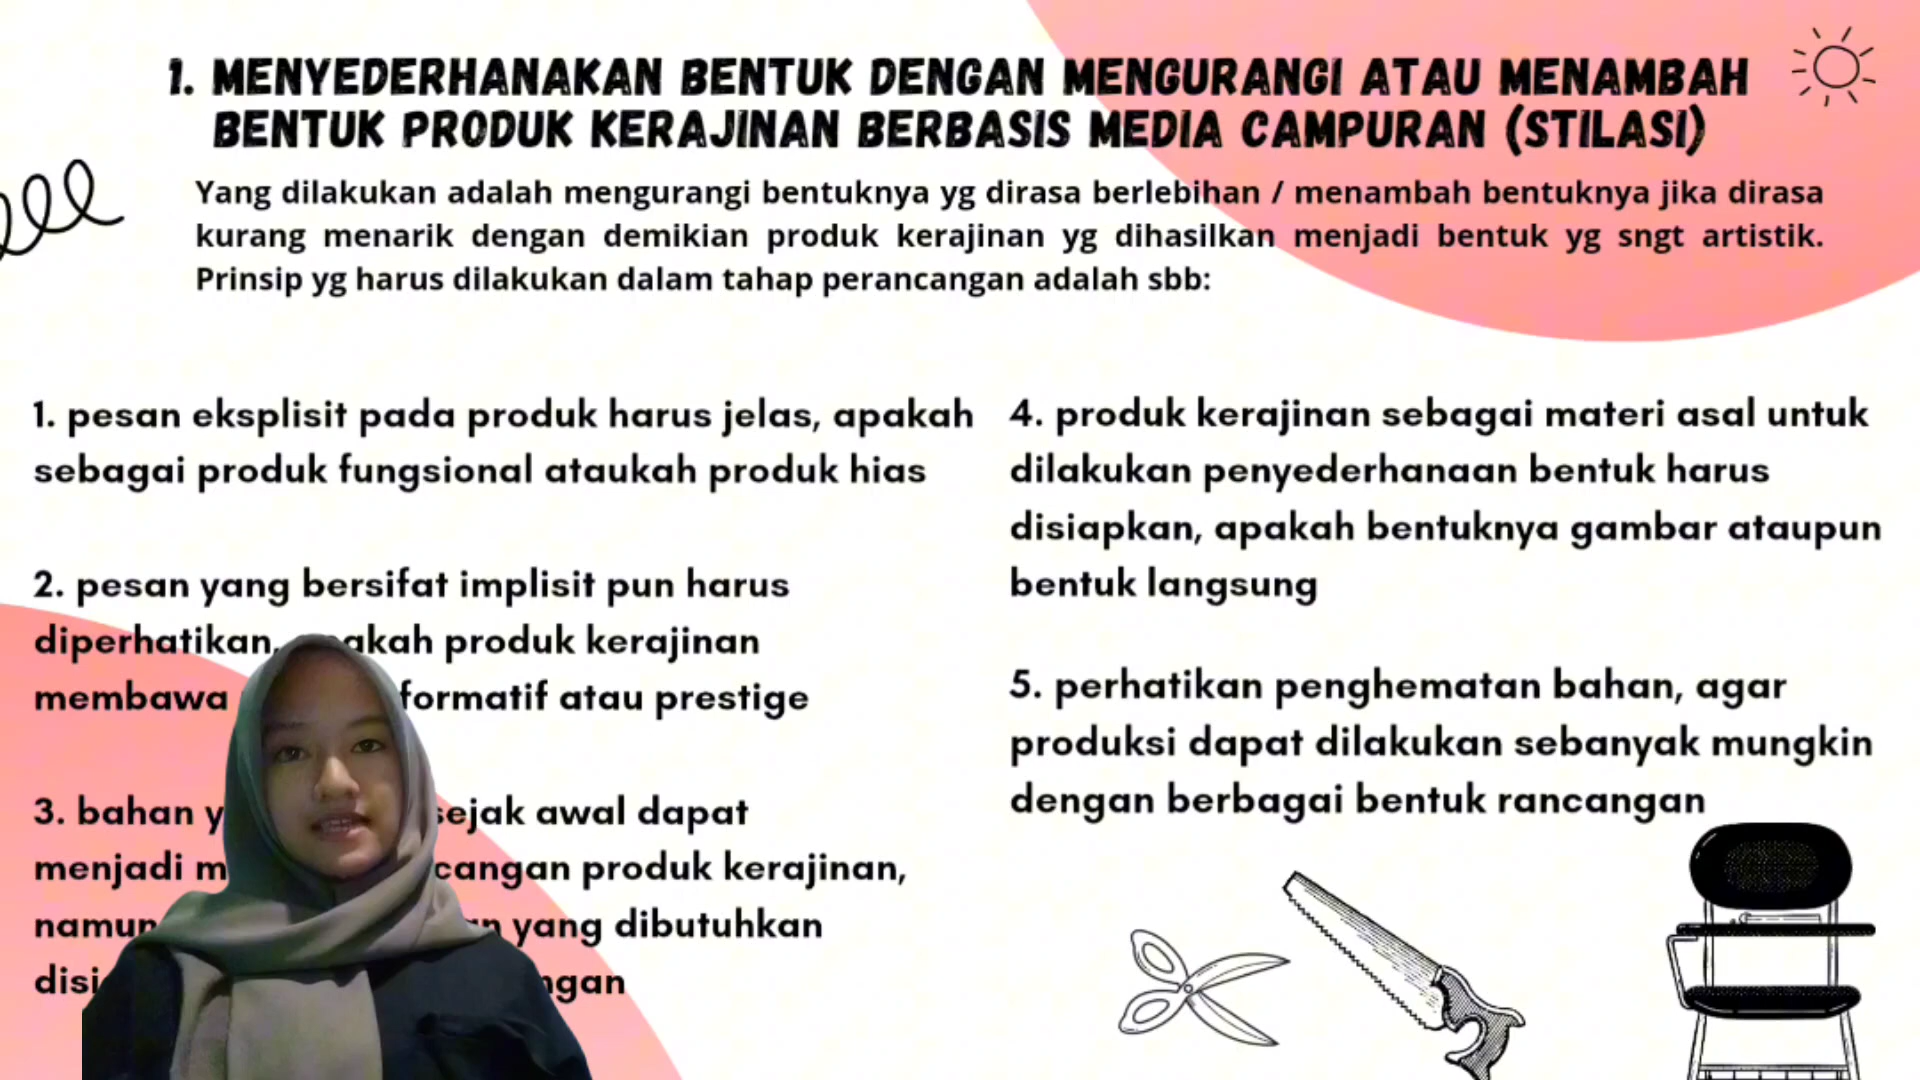 1. MENYEDERHANAKAN BENTUK DENGAN MENGURANGI ATAU MENAMBAH
BENTUK PRODUK KERAJINAN BERBASIS MEDIA CAMPURAN (STILASI)
Yang dilakukan adalah mengurangi bentuknya yg dirasa berlebihan / menambah bentuknya jika dirasa
kurang menarik dengan demikian produk kerajinan yg dihasilkan menjadi bentuk yg sngt artistik.
Prinsip yg harus dilakukan dalam tahap perancangan adalah sbb:
1. pesan eksplisit pada produk harus jelas, apakah
sebagai produk fungsional ataukah produk hias
2. pesan yang bersifat implisit pun harus
diperhatikan, produk kerajinan
membawa atau prestige
3. bahan sejak awal dapat
menjadi produk kerajinan,
yang dibutuhkan
4. produk kerajinan sebagai materi asal untuk
dilakukan penyederhanaan bentuk harus
disiapkan, apakah bentuknya gambar ataupun
bentuk langsung
5. perhatikan penghematan bahan, agar
produksi dapat dilakukan sebanyak mungkin
dengan berbagai bentuk rancangan